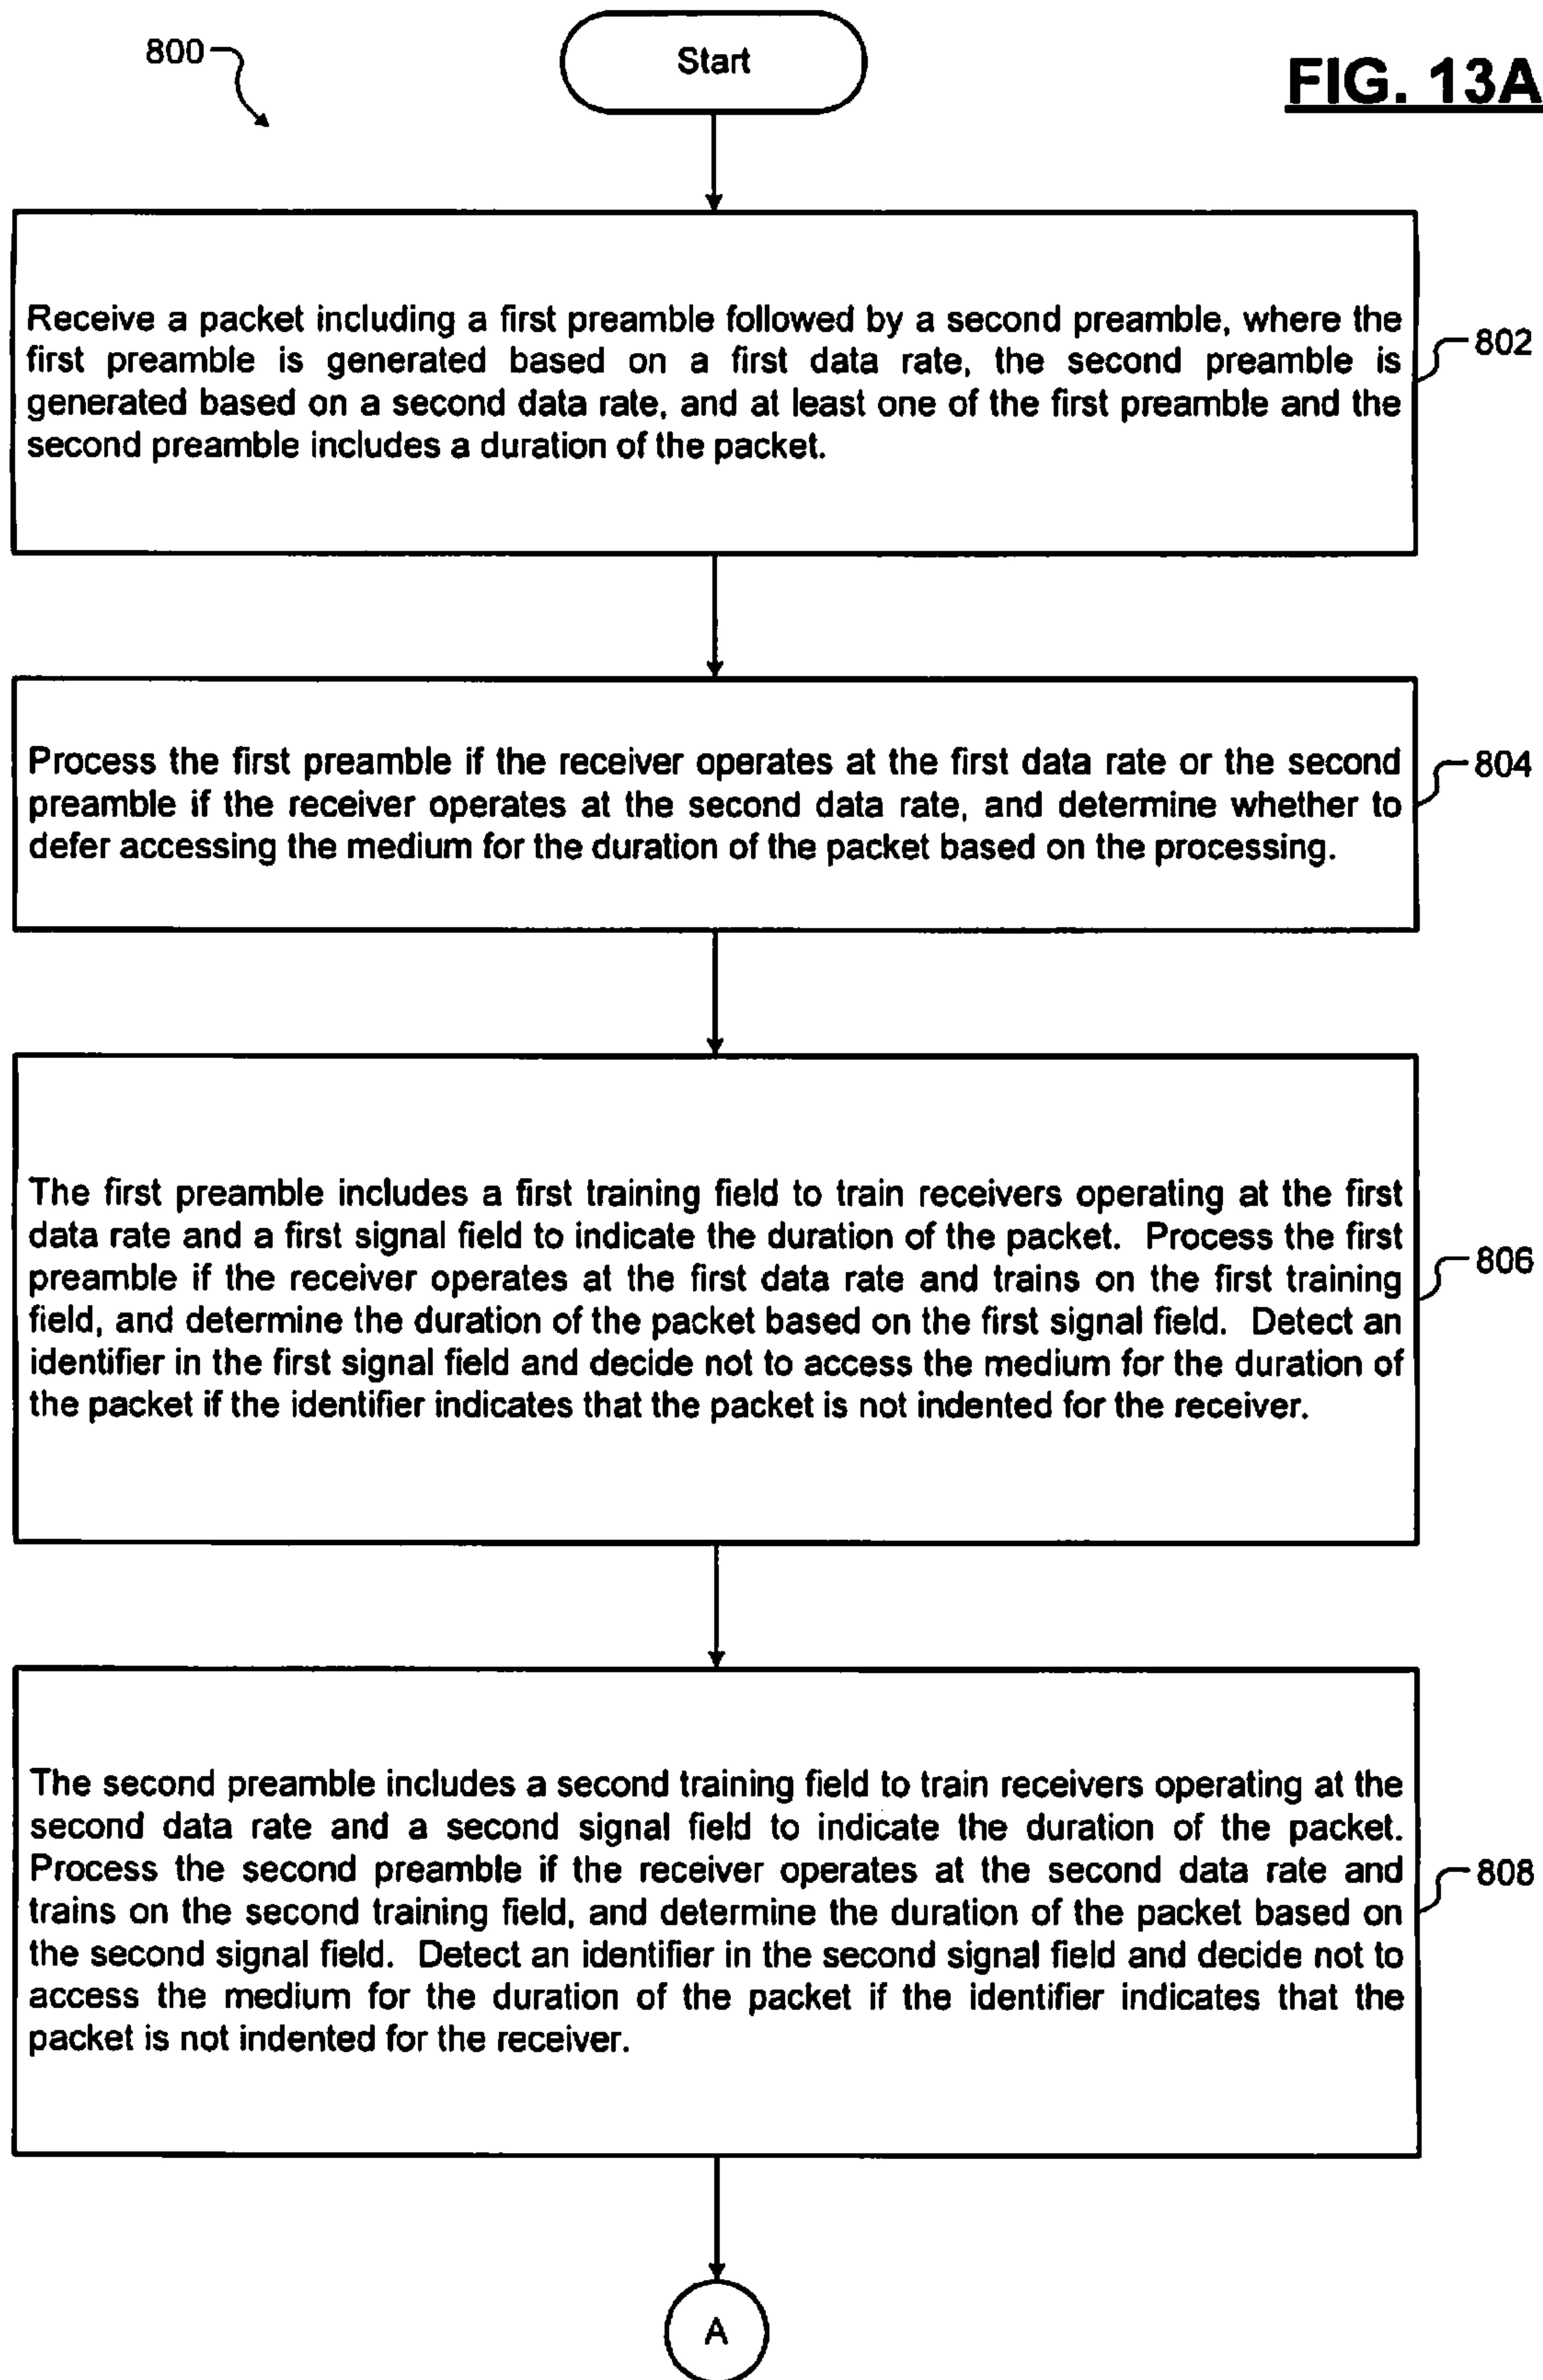 800
Start
FIG. 13A
Receive a packet including a first preamble followed by a second preamble, where the
first preamble is generated based on a first data rate, the second preamble is
generated based on a second data rate, and at least one of the first preamble and the
second preamble includes a duration of the packet.
802
Process the first preamble if the receiver operates at the first data rate or the second
preamble if the receiver operates at the second data rate, and determine whether to
defer accessing the medium for the duration of the packet based on the processing.
804
The first preamble includes a first training field to train receivers operating at the first
data rate and a first signal field to indicate the duration of the packet. Process the first
preamble if the receiver operates at the first data rate and trains on the first training
field, and determine the duration of the packet based on the first signal field. Detect an
identifier in the first signal field and decide not to access the medium for the duration of
the packet if the identifier indicates that the packet is not indented for the receiver.
806
The second preamble includes a second training field to train receivers operating at the
second data rate and a second signal field to indicate the duration of the packet.
Process the second preamble if the receiver operates at the second data rate and
trains on the second training field, and determine the duration of the packet based on
the second signal field. Detect an identifier in the second signal field and decide not to
access the medium for the duration of the packet if the identifier indicates that the
packet is not indented for the receiver.
808
A